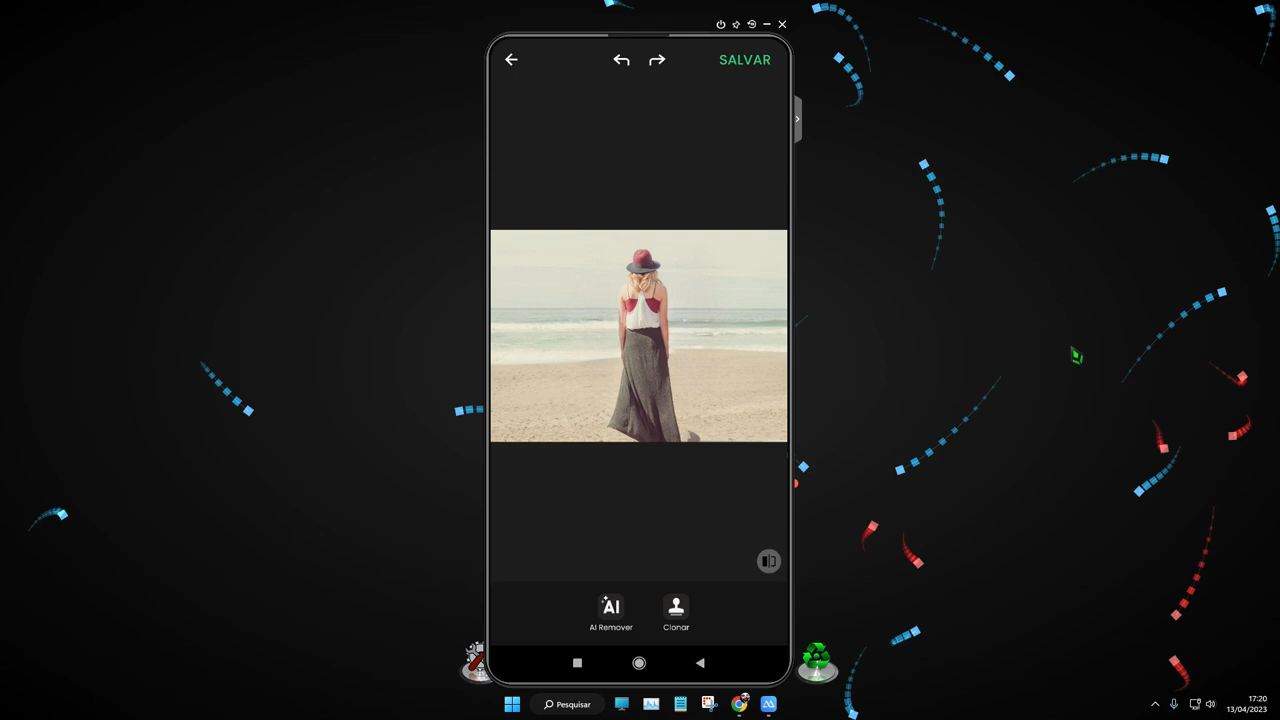 SALVAR
AI
AI Remover
Clonar
Pesquisar
17:20
13/04/2023